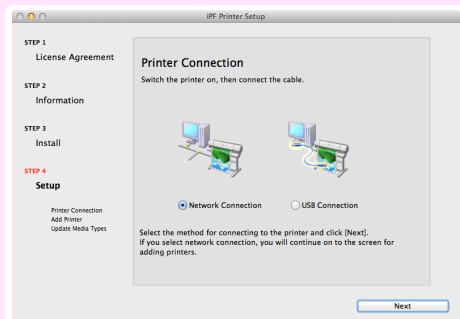 iPF Printer Setup
STEP 1
License Agreement
STEP 2
Information
STEP 3
Install
STEP 4
Setup
Printer Connection
Add Printer
Update Media Types
Printer Connection
Switch the printer on, then connect the cable.
Network Connection
USB Connection
Select the method for connecting to the printer and click [Next].
If you select network connection, you will continue on to the screen for
adding printers.
Next